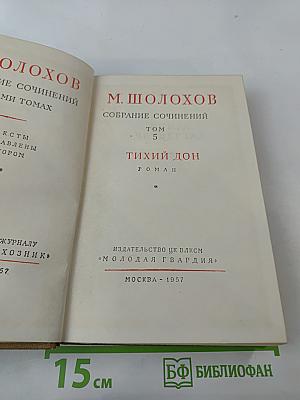 ОЛОХОВ
ИЕ СОЧИНЕНИЙ
МИ ТОМАХ
КСТЫ
АВЛЕНЫ
ТОРОМ
ЖУРНАЛУ
ХОЗНИК»
57
М. ШОЛОХОВ
СОБРАНИЕ СОЧИНЕНИЙ
ТОМ
5
ТИХИЙ ДОН
РОМАН
ИЗДАТЕЛЬСТВО ЦК ВЛКСМ
«МОЛОДАЯ ГВАРДИЯ»
МОСКВА - 1957
15 см
БФ БИБЛИОФАН